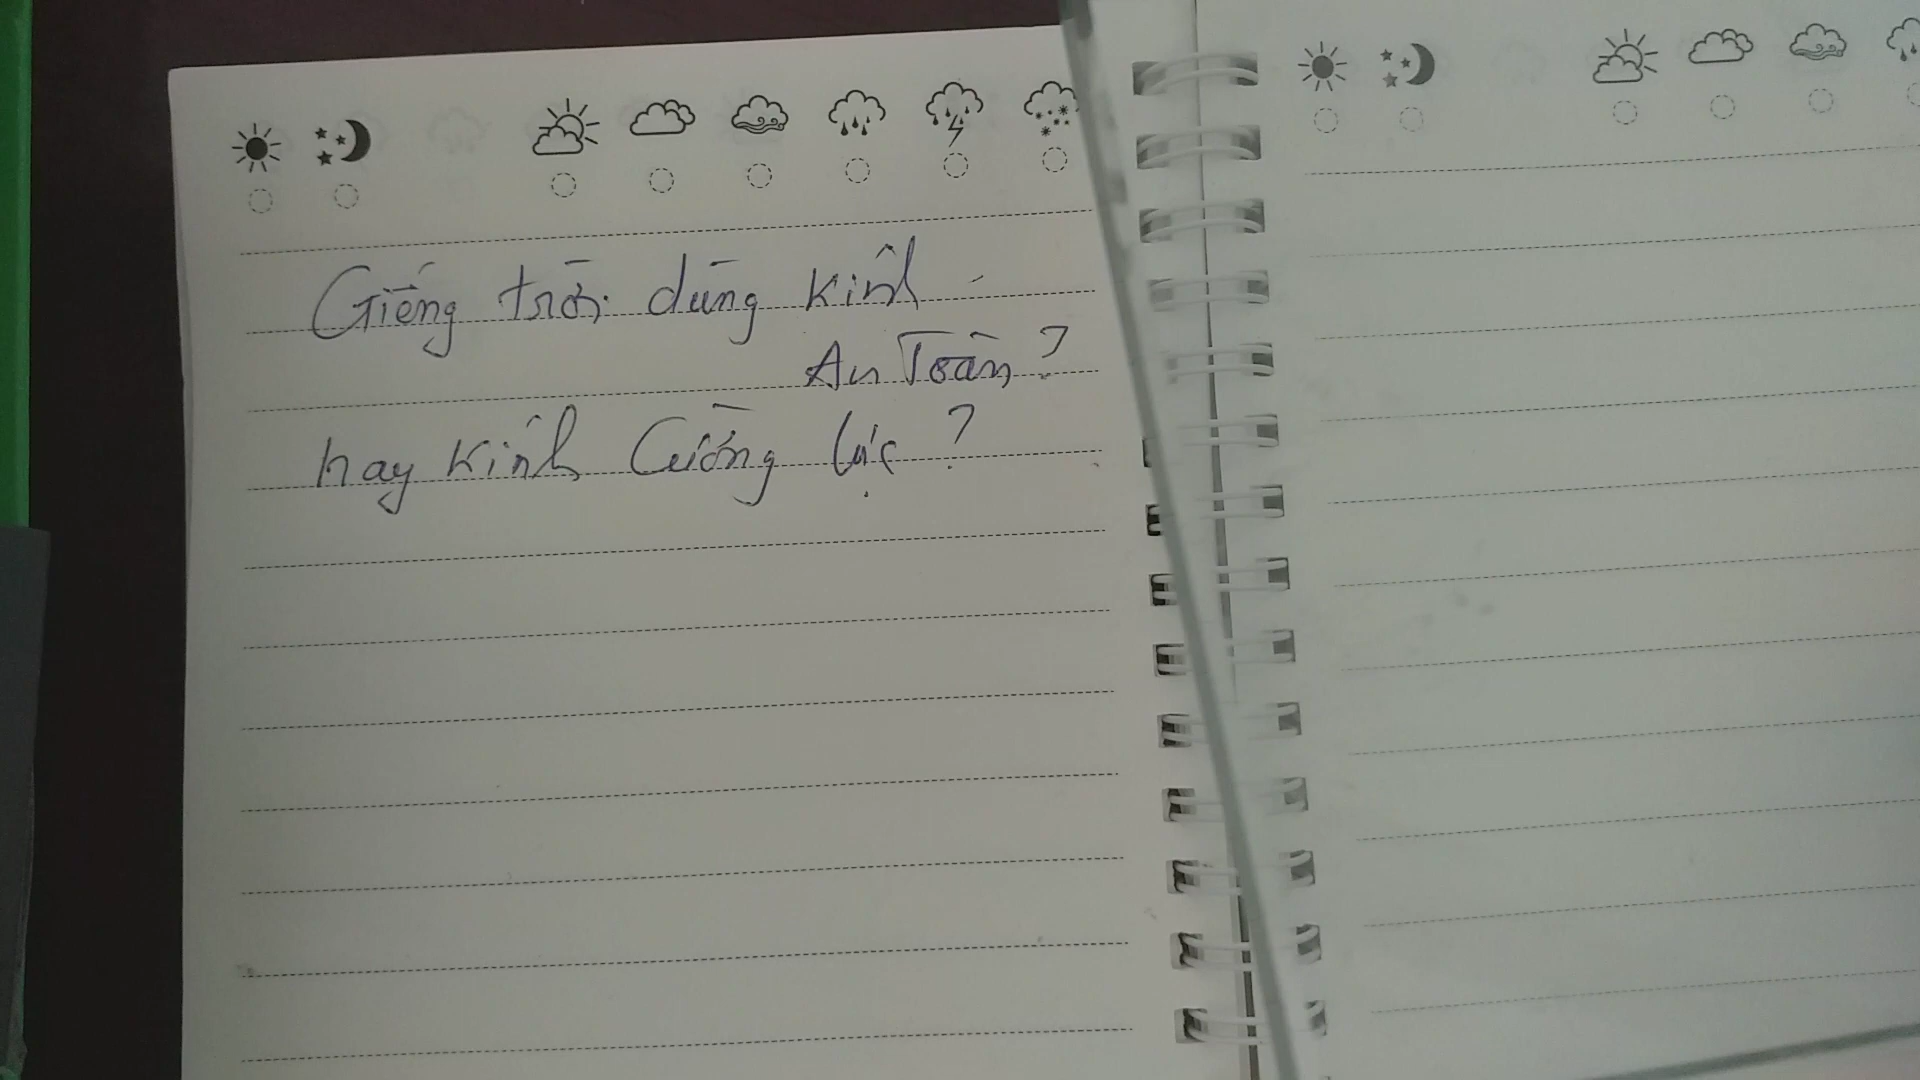 Giếng trời dùng kính
An Toàn?
hay kính Cường lực?